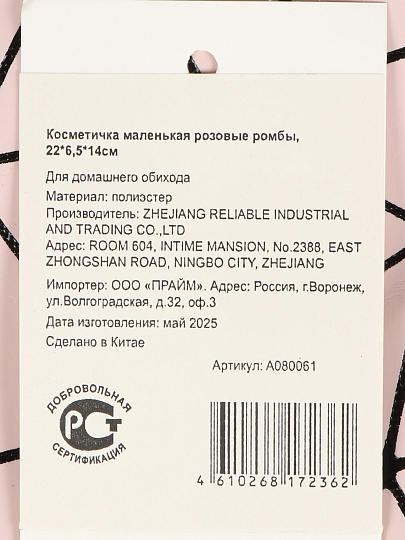 Косметичка маленькая розовые ромбы,
22*6,5*14см
Для домашнего обихода
Материал: полиэстер
Производитель: ZHEJIANG RELIABLE INDUSTRIAL
AND TRADING CO.,LTD
Адрес: ROOM 604, INTIME MANSION, No.2388, EAST
ZHONGSHAN ROAD, NINGBO CITY, ZHEJIANG
Импортер: ООО «ПРАЙМ». Адрес: Россия, г.Воронеж,
ул.Волгоградская, д.32, оф.3
Дата изготовления: май 2025
Сделано в Китае
Артикул: А080061
ДОБРОВОЛЬНАЯ
РСТ
СЕРТИФИКАЦИЯ
4 610268 172362